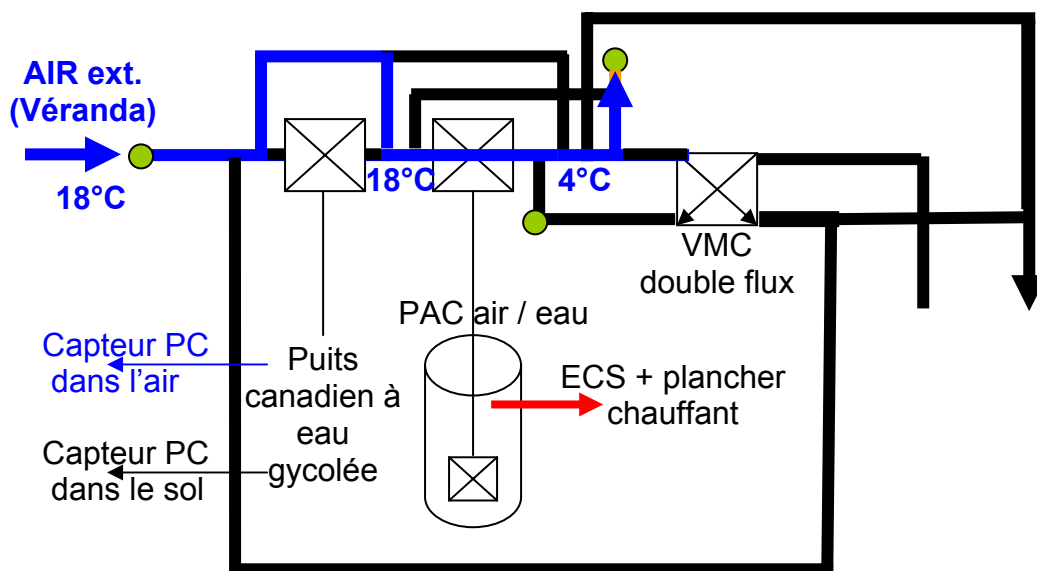 AIR ext.
(Véranda)
18°C
18°C
4°C
VMC
double flux
PAC air / eau
Capteur PC
dans l’air
Puits
canadien à
eau
gycolée
ECS + plancher
chauffant
Capteur PC
dans le sol